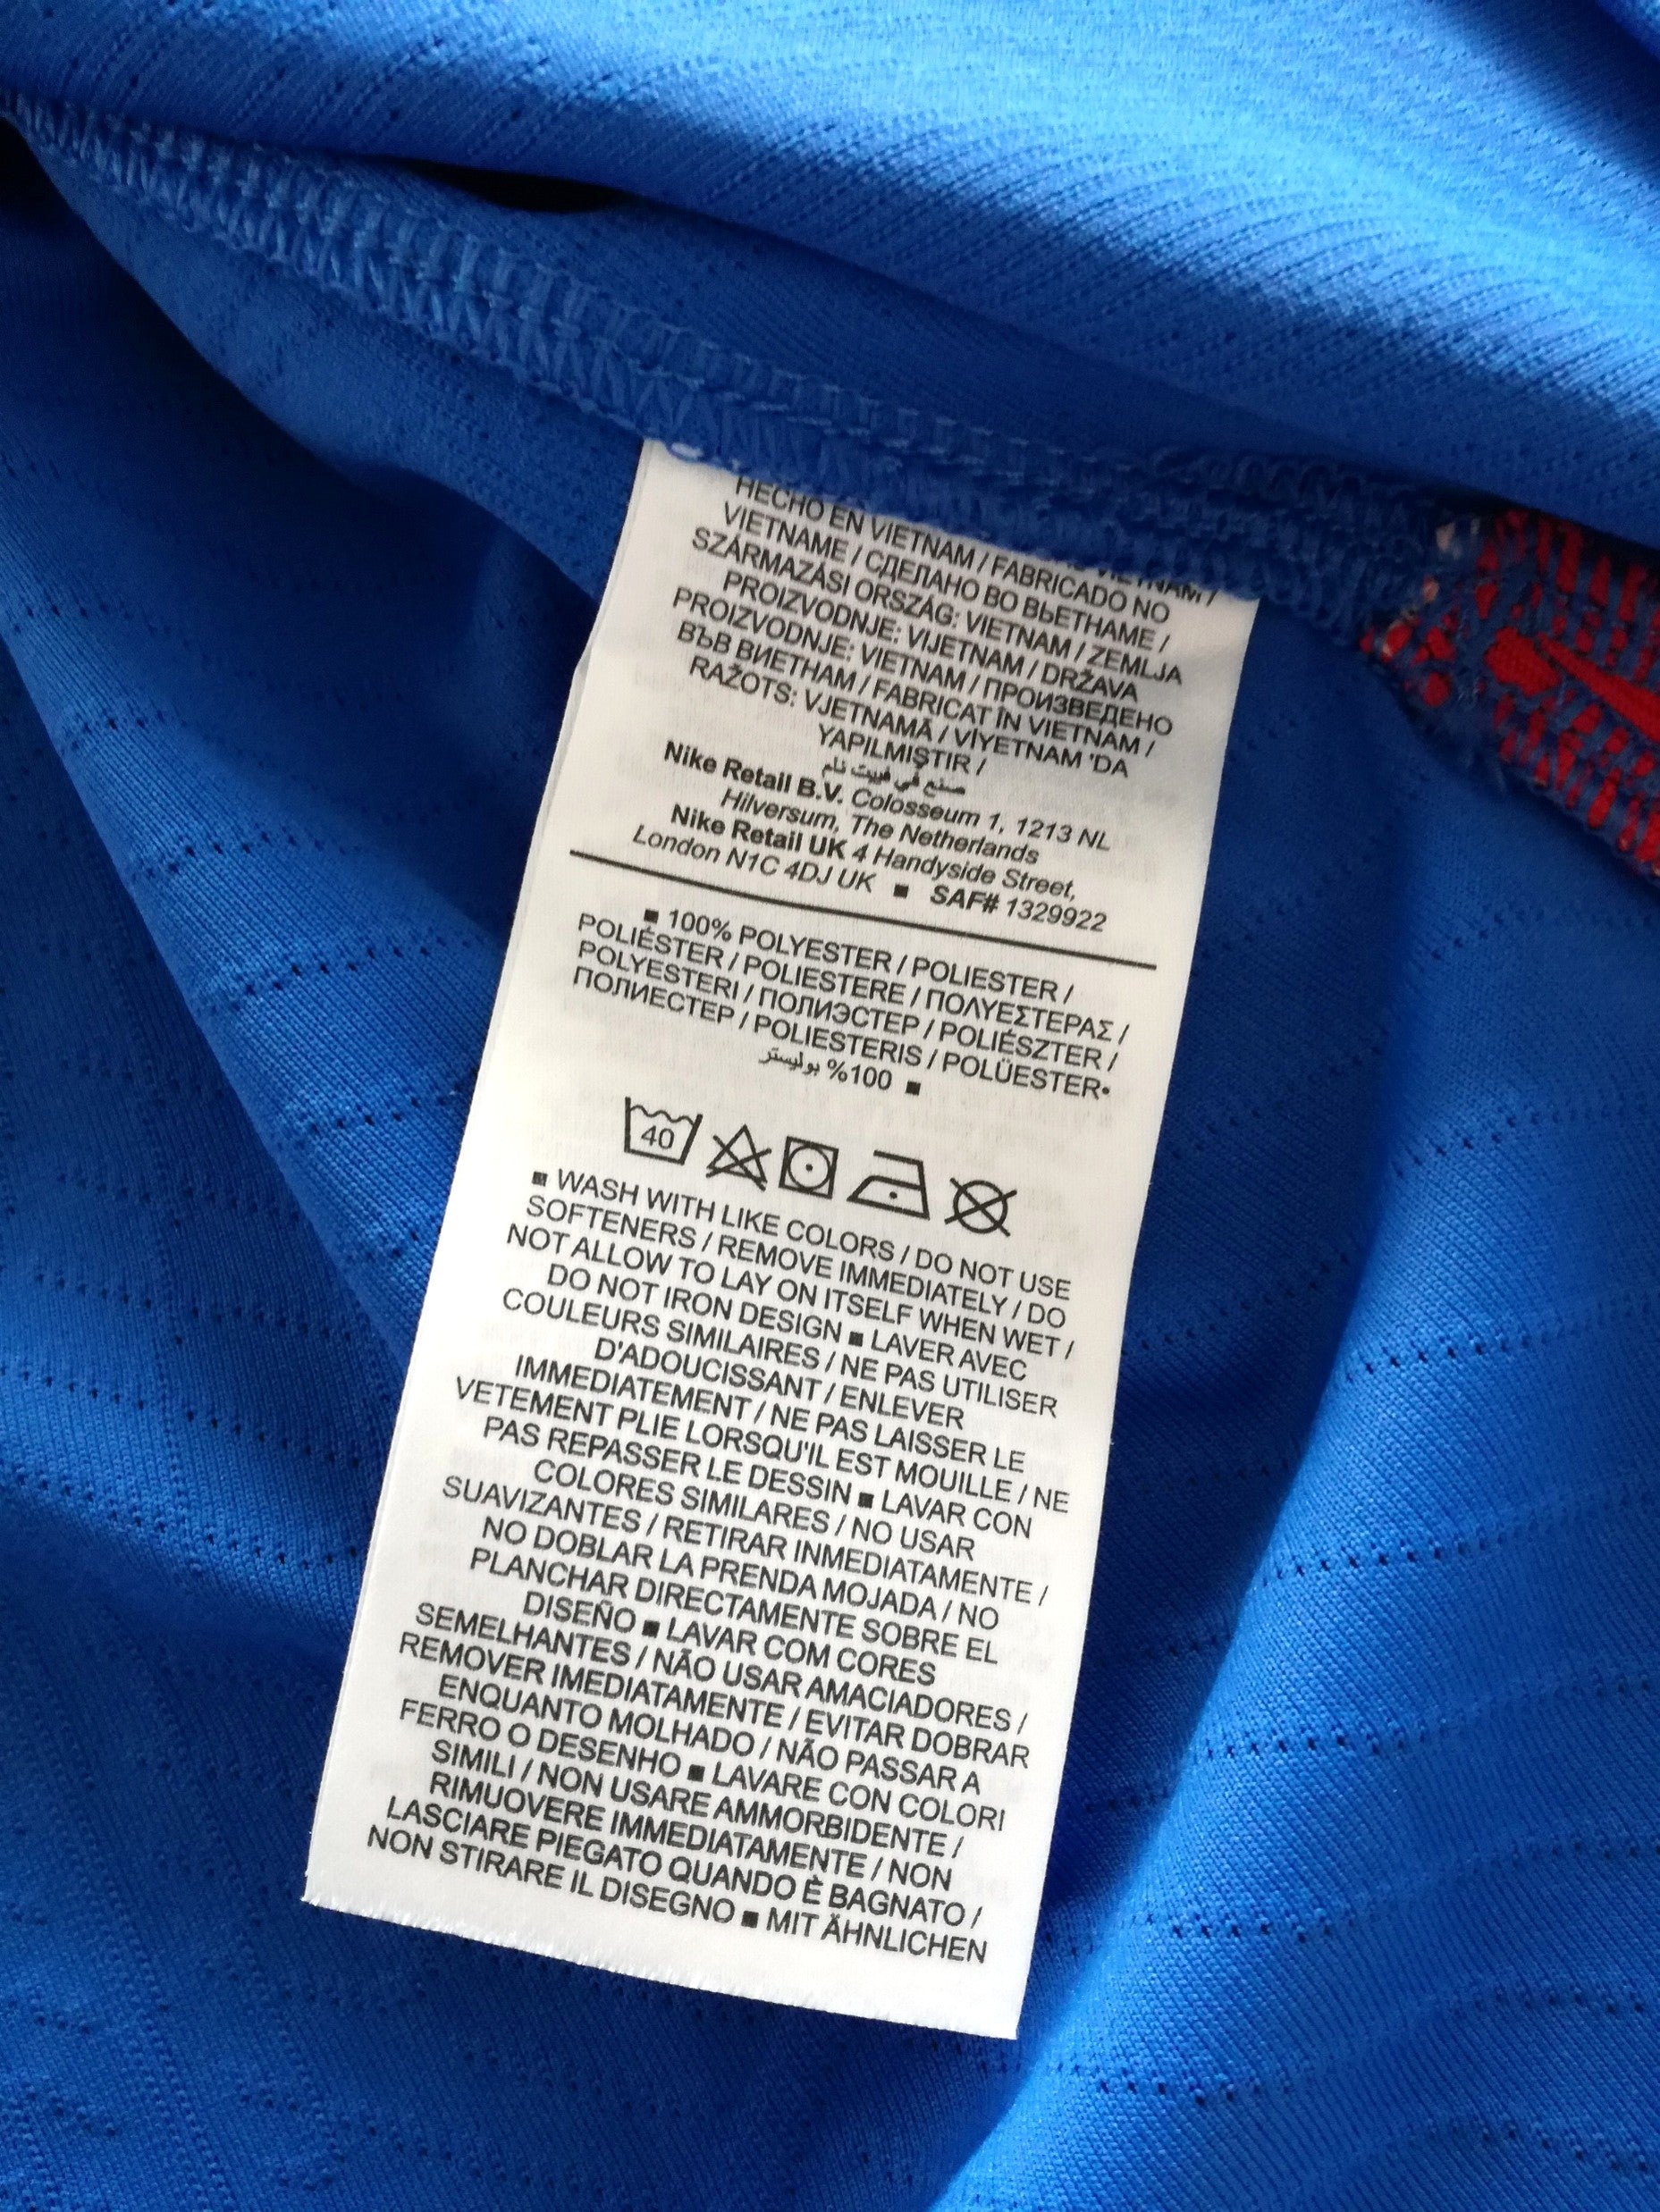 HECHO EN VIETNAM / FABRICADO NO VIETNAM /
VIETNAME / СДЕЛАНО ВО ВЬЕТНАМЕ /
SZÁRMAZÁSI ORSZÁG: VIETNAM / ZEMLJA
PROIZVODNJE: VIJETNAM / DRŽAVA
PROIZVODNJE: VIETNAM / ПРОИЗВЕДЕНО
ВЪВ ВИЕТНАМ / FABRICAT ÎN VIETNAM /
RAŽOTS: VJETNAMĀ / VİYETNAM 'DA
YAPILMIŞTIR /
صنع في فييت نام
Nike Retail B.V. Colosseum 1, 1213 NL
Hilversum, The Netherlands
Nike Retail UK 4 Handyside Street,
London N1C 4DJ UK ■ SAF# 1329922
■ 100% POLYESTER / POLIESTER /
POLIÉSTER / POLIESTERE / ΠΟΛΥΕΣΤΕΡΑΣ /
POLYESTERI / ПОЛИЭСТЕР / POLIÉSZTER /
ПОЛИЕСТЕР / POLIESTERIS / POLÜESTER•
■ 100% بوليستر
40
■ WASH WITH LIKE COLORS / DO NOT USE
SOFTENERS / REMOVE IMMEDIATELY / DO
NOT ALLOW TO LAY ON ITSELF WHEN WET /
DO NOT IRON DESIGN ■ LAVER AVEC
COULEURS SIMILAIRES / NE PAS UTILISER
D'ADOUCISSANT / ENLEVER
IMMEDIATEMENT / NE PAS LAISSER LE
VETEMENT PLIE LORSQU'IL EST MOUILLE / NE
PAS REPASSER LE DESSIN ■ LAVAR CON
COLORES SIMILARES / NO USAR
SUAVIZANTES / RETIRAR INMEDIATAMENTE /
NO DOBLAR LA PRENDA MOJADA / NO
PLANCHAR DIRECTAMENTE SOBRE EL
DISEÑO ■ LAVAR COM CORES
SEMELHANTES / NÃO USAR AMACIADORES /
REMOVER IMEDIATAMENTE / EVITAR DOBRAR
ENQUANTO MOLHADO / NÃO PASSAR A
FERRO O DESENHO ■ LAVARE CON COLORI
SIMILI / NON USARE AMMORBIDENTE /
RIMUOVERE IMMEDIATAMENTE / NON
LASCIARE PIEGATO QUANDO È BAGNATO /
NON STIRARE IL DISEGNO ■ MIT ÄHNLICHEN